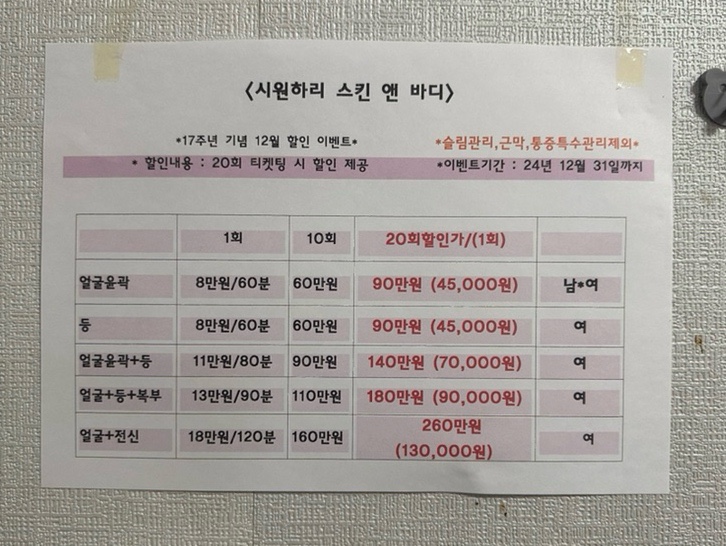 <시원하리 스킨 앤 바디>
*17주년 기념 12월 할인 이벤트* *슬림관리,근막,통증특수관리제외*
* 할인내용 : 20회 티켓팅 시 할인 제공 *이벤트기간 : 24년 12월 31일까지
1회 10회 20회할인가/(1회)
얼굴윤곽 8만원/60분 60만원 90만원 (45,000원) 남*여
등 8만원/60분 60만원 90만원 (45,000원) 여
얼굴윤곽+등 11만원/80분 90만원 140만원 (70,000원) 여
얼굴+등+복부 13만원/90분 110만원 180만원 (90,000원) 여
얼굴+전신 18만원/120분 160만원 260만원 (130,000원) 여